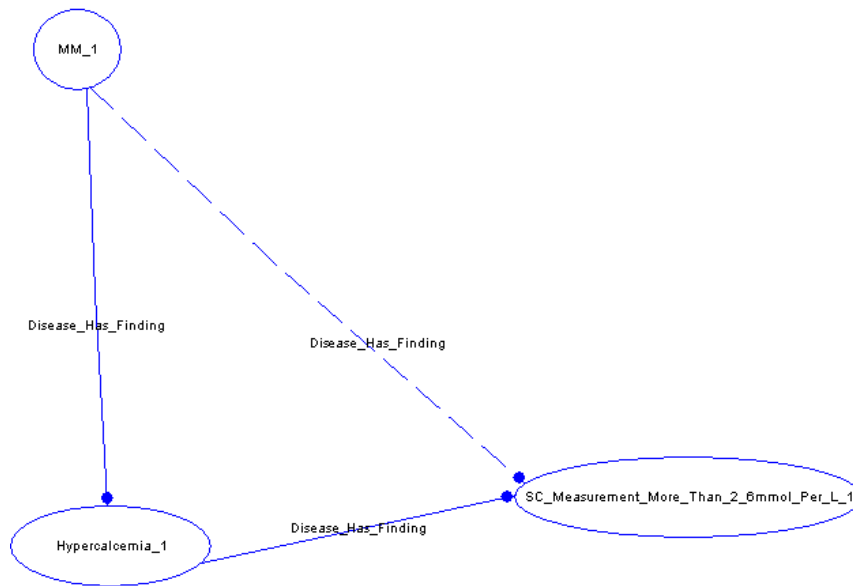 MM_1
Disease_Has_Finding
Disease_Has_Finding
SC_Measurement_More_Than_2_6mmol_Per_L_1
Disease_Has_Finding
Hypercalcemia_1